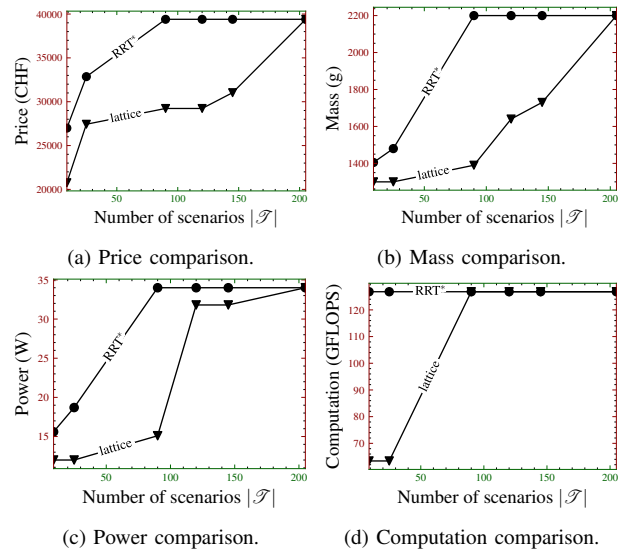 40000
35000
30000
25000
20000
Price (CHF)
RRT*
lattice
50
100
150
200
Number of scenarios |𝒯|
(a) Price comparison.
2200
2000
1800
1600
1400
Mass (g)
RRT*
lattice
50
100
150
200
Number of scenarios |𝒯|
(b) Mass comparison.
35
30
25
20
15
Power (W)
RRT*
lattice
50
100
150
200
Number of scenarios |𝒯|
(c) Power comparison.
120
110
100
90
80
70
Computation (GFLOPS)
RRT*
lattice
50
100
150
200
Number of scenarios |𝒯|
(d) Computation comparison.